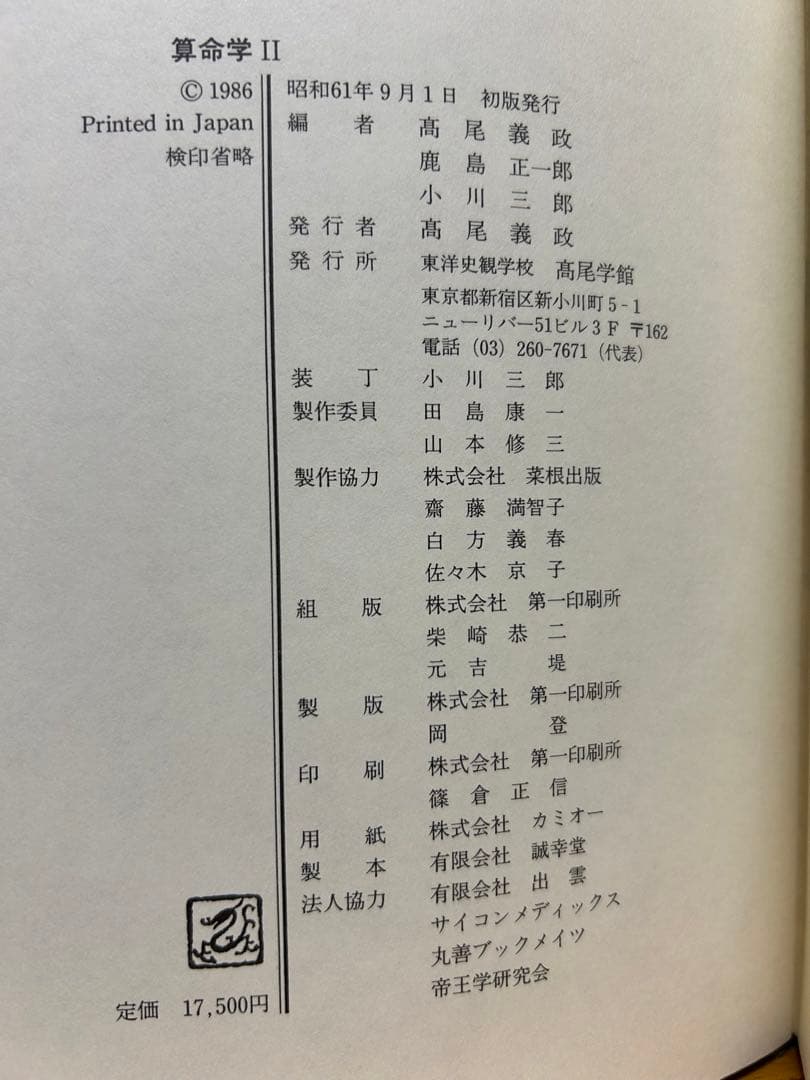 算命学 II
© 1986
Printed in Japan
検印省略
昭和61年9月1日 初版発行
編者 髙尾義政
鹿島正一郎
小川三郎
発行者 髙尾義政
発行所 東洋史観学校 髙尾学館
東京都新宿区新小川町5-1
ニューリバー51ビル3F 〒162
電話 (03) 260-7671 (代表)
装丁 小川三郎
製作委員 田島康一
山本修三
製作協力 株式会社 菜根出版
齋藤満智子
白方義春
佐々木京子
組版 株式会社 第一印刷所
柴崎恭二
元吉堤
製版 株式会社 第一印刷所
岡登
印刷 株式会社 第一印刷所
篠倉正信
用紙 株式会社 カミオー
製本 有限会社 誠幸堂
法人協力 有限会社 出雲
サイコンメディックス
丸善ブックメイツ
帝王学研究会
定価 17,500円